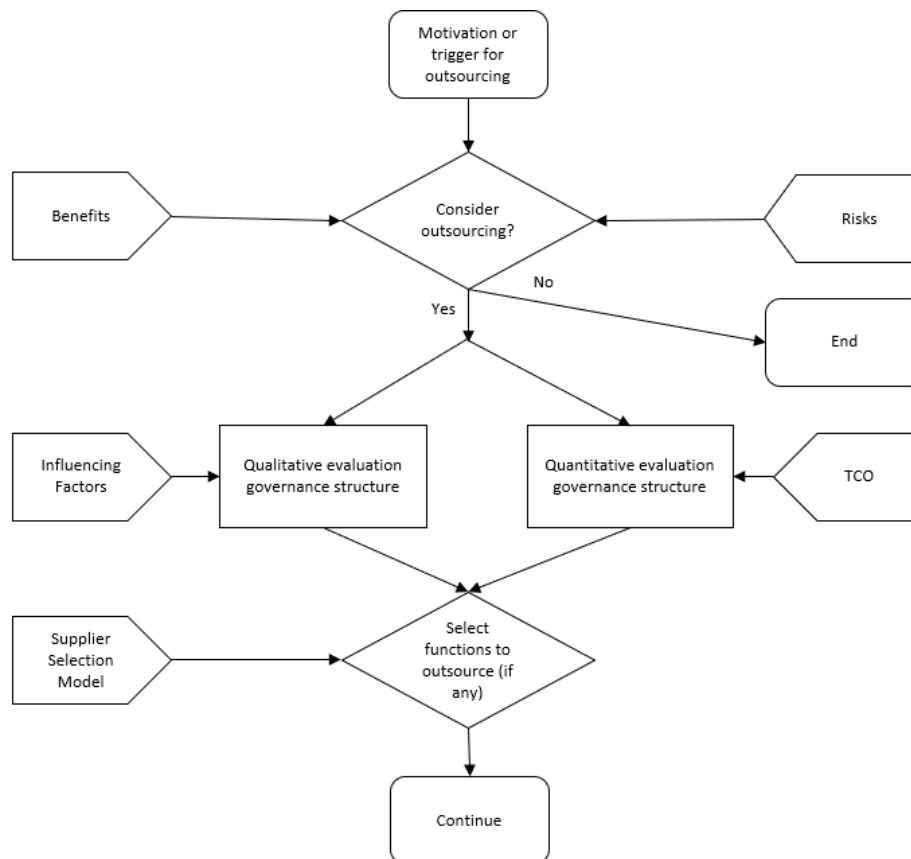 Motivation or
trigger for
outsourcing
Benefits
Consider
outsourcing?
Risks
No
Yes
End
Influencing
Factors
Qualitative evaluation
governance structure
Quantitative evaluation
governance structure
TCO
Supplier
Selection
Model
Select
functions to
outsource (if
any)
Continue